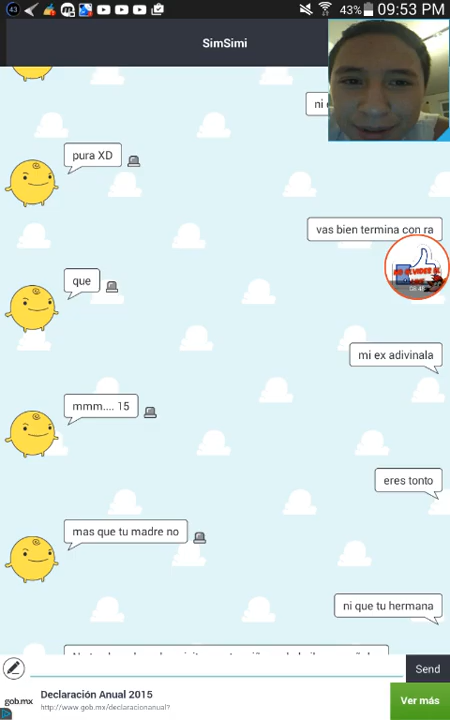 43
43% 09:53 PM
SimSimi
ni
pura XD
vas bien termina con ra
que
mi ex adivinala
mmm.... 15
eres tonto
mas que tu madre no
ni que tu hermana
Send
gob.mx
Declaración Anual 2015
http://www.gob.mx/declaracionanual?
Ver más